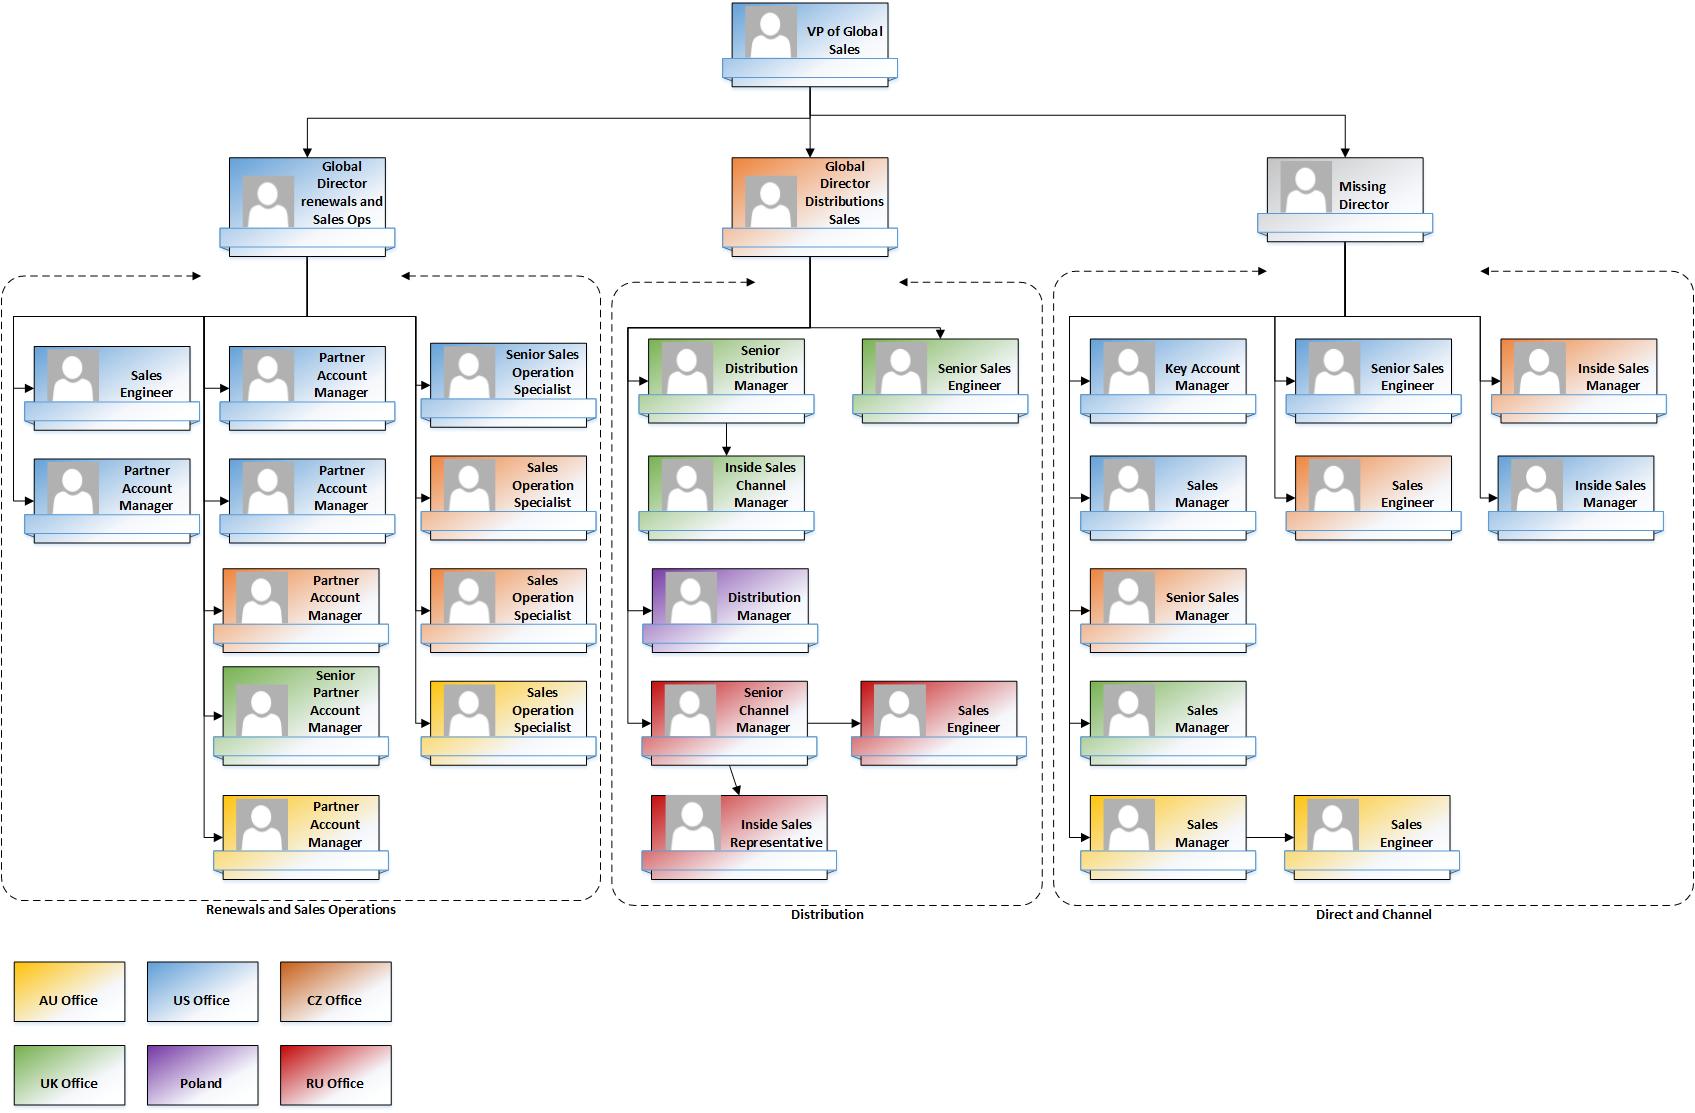 VP of Global
Sales
Global
Director
renewals and
Sales Ops
Global
Director
Distributions
Sales
Missing
Director
Sales
Engineer
Partner
Account
Manager
Senior Sales
Operation
Specialist
Partner
Account
Manager
Partner
Account
Manager
Sales
Operation
Specialist
Partner
Account
Manager
Sales
Operation
Specialist
Senior
Partner
Account
Manager
Sales
Operation
Specialist
Partner
Account
Manager
Renewals and Sales Operations
Senior
Distribution
Manager
Senior Sales
Engineer
Inside Sales
Channel
Manager
Distribution
Manager
Senior
Channel
Manager
Sales
Engineer
Inside Sales
Representative
Distribution
Key Account
Manager
Senior Sales
Engineer
Inside Sales
Manager
Sales
Manager
Sales
Engineer
Inside Sales
Manager
Senior Sales
Manager
Sales
Manager
Sales
Manager
Sales
Engineer
Direct and Channel
AU Office
US Office
CZ Office
UK Office
Poland
RU Office